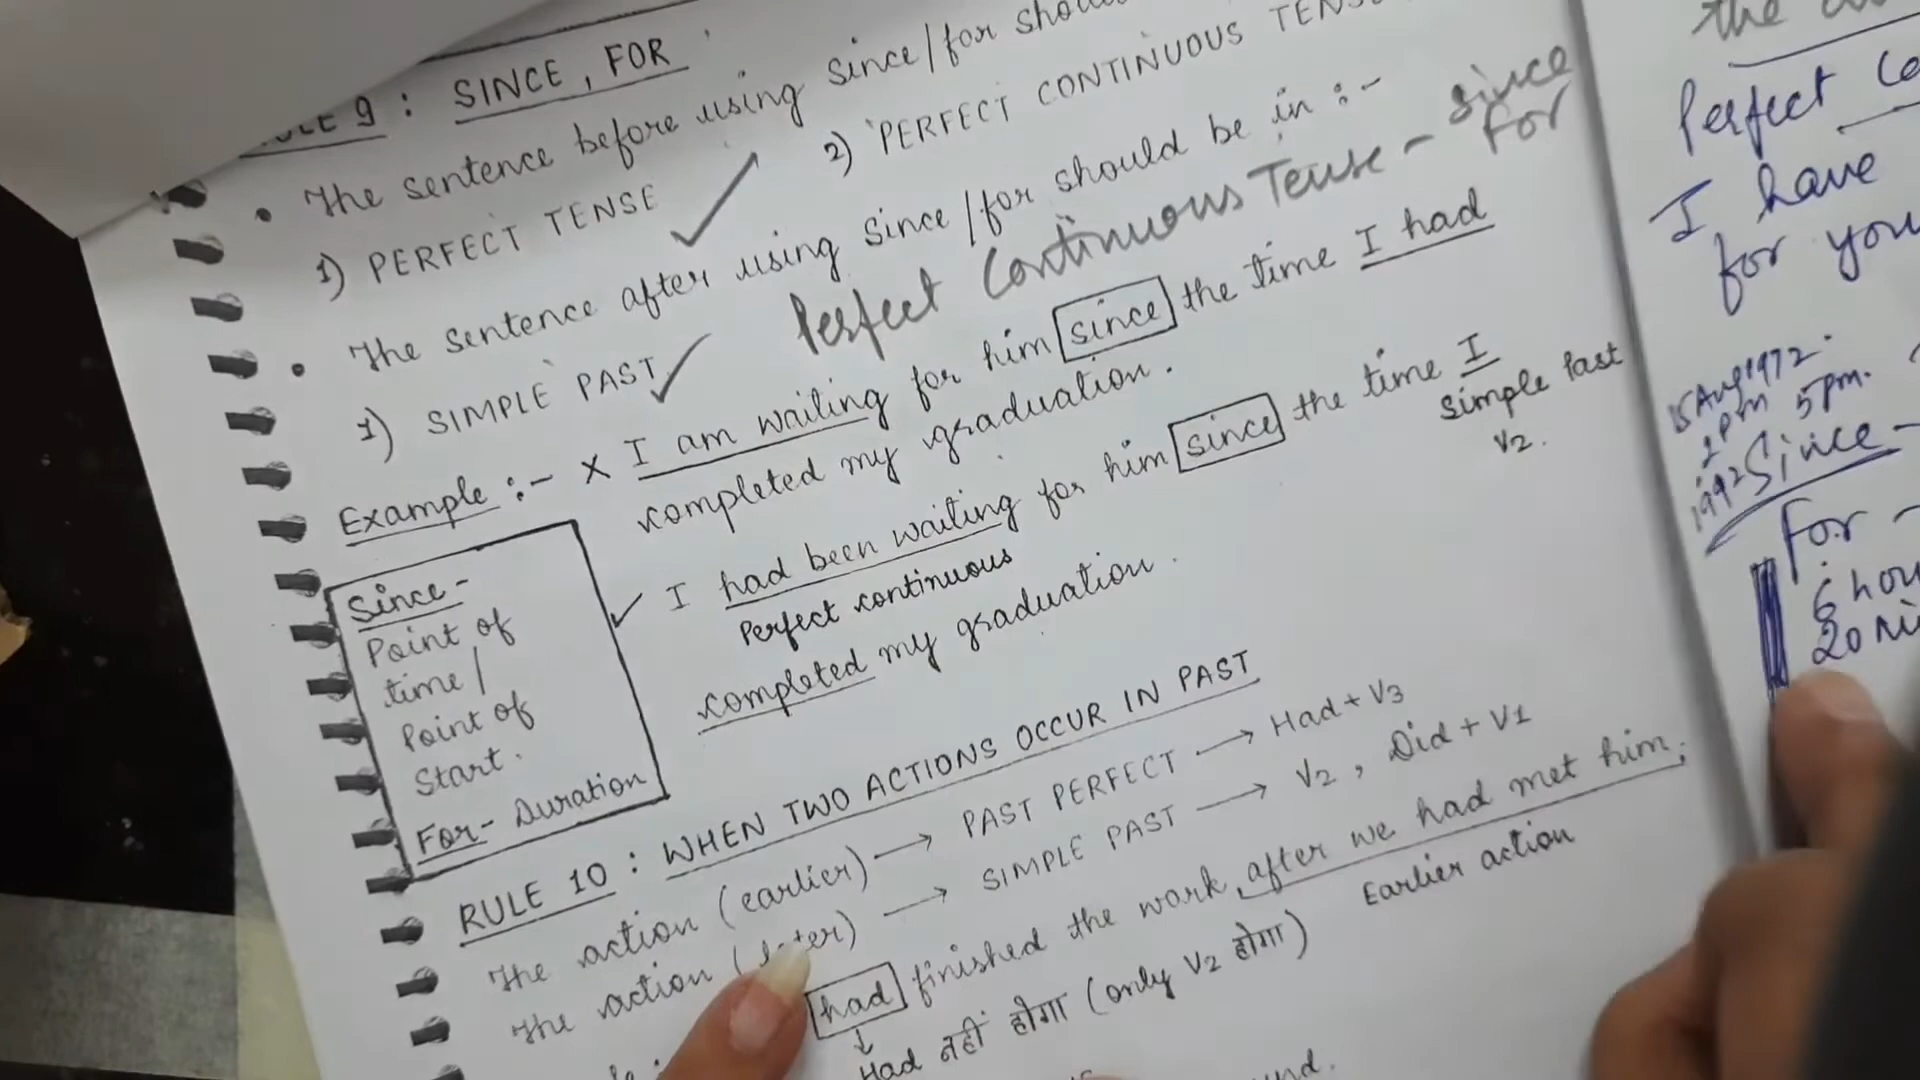 9 : SINCE, FOR
• The sentence before using since/for
1) PERFECT TENSE ✓ 2) PERFECT CONTINUOUS
• The sentence after using since/for should be in :-
1) SIMPLE PAST ✓
Perfect Continuous Tense - Since
For
Example :- × I am waiting for him since the time I had
completed my graduation.
✓ I had been waiting for him since the time I
Perfect continuous
Simple Past
V2.
completed my graduation.
Since -
Point of
time /
Point of
Start.
For - Duration
RULE 10 : WHEN TWO ACTIONS OCCUR IN PAST
The action (earlier) → PAST PERFECT → Had + V3
The action → SIMPLE PAST → V2, Did + V1
had finished the work, after we had met him.
↓
Earlier action
Had नहीं होगा (only V2 होगा)
the
Perfect
I have
for you
15 Aug 1972.
2pm 5pm.
1992 Since -
For -
6 hou
20